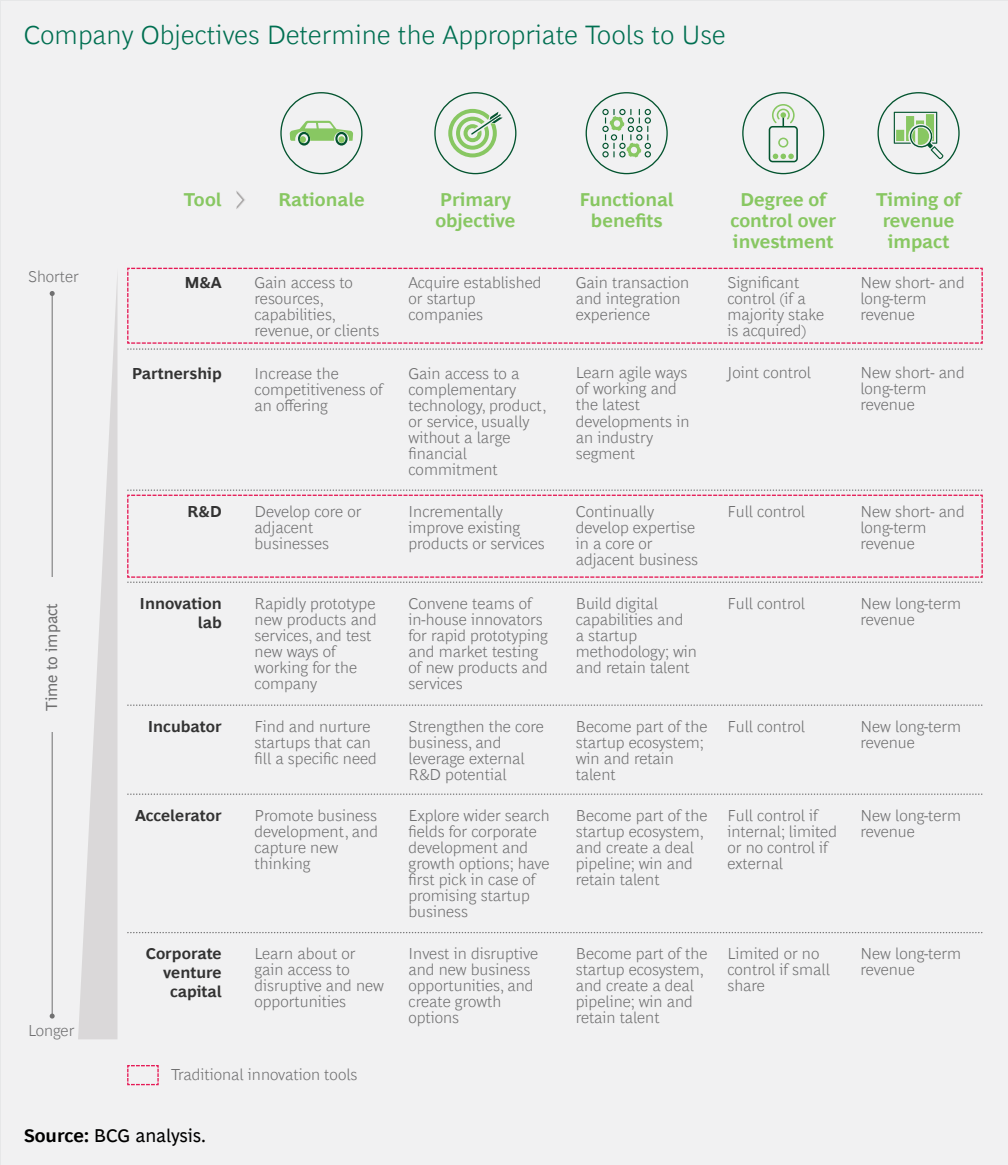 Company Objectives Determine the Appropriate Tools to Use
Tool
Rationale
Primary
objective
Functional
benefits
Degree of
control over
investment
Timing of
revenue
impact
Shorter
Time to impact
Longer
M&A
Gain access to
resources,
capabilities,
revenue, or clients
Acquire established
or startup
companies
Gain transaction
and integration
experience
Significant
control (if a
majority stake
is acquired)
New short- and
long-term
revenue
Partnership
Increase the
competitiveness of
an offering
Gain access to a
complementary
technology, product,
or service, usually
without a large
financial
commitment
Learn agile ways
of working and
the latest
developments in
an industry
segment
Joint control
New short- and
long-term
revenue
R&D
Develop core or
adjacent
businesses
Incrementally
improve existing
products or services
Continually
develop expertise
in a core or
adjacent business
Full control
New short- and
long-term
revenue
Innovation
lab
Rapidly prototype
new products and
services, and test
new ways of
working for the
company
Convene teams of
in-house innovators
for rapid prototyping
and market testing
of new products and
services
Build digital
capabilities and
a startup
methodology; win
and retain talent
Full control
New long-term
revenue
Incubator
Find and nurture
startups that can
fill a specific need
Strengthen the core
business, and
leverage external
R&D potential
Become part of the
startup ecosystem;
win and retain
talent
Full control
New long-term
revenue
Accelerator
Promote business
development, and
capture new
thinking
Explore wider search
fields for corporate
development and
growth options; have
first pick in case of
promising startup
business
Become part of the
startup ecosystem,
and create a deal
pipeline; win and
retain talent
Full control if
internal; limited
or no control if
external
New long-term
revenue
Corporate
venture
capital
Learn about or
gain access to
disruptive and new
opportunities
Invest in disruptive
and new business
opportunities, and
create growth
options
Become part of the
startup ecosystem,
and create a deal
pipeline; win and
retain talent
Limited or no
control if small
share
New long-term
revenue
Traditional innovation tools
Source: BCG analysis.